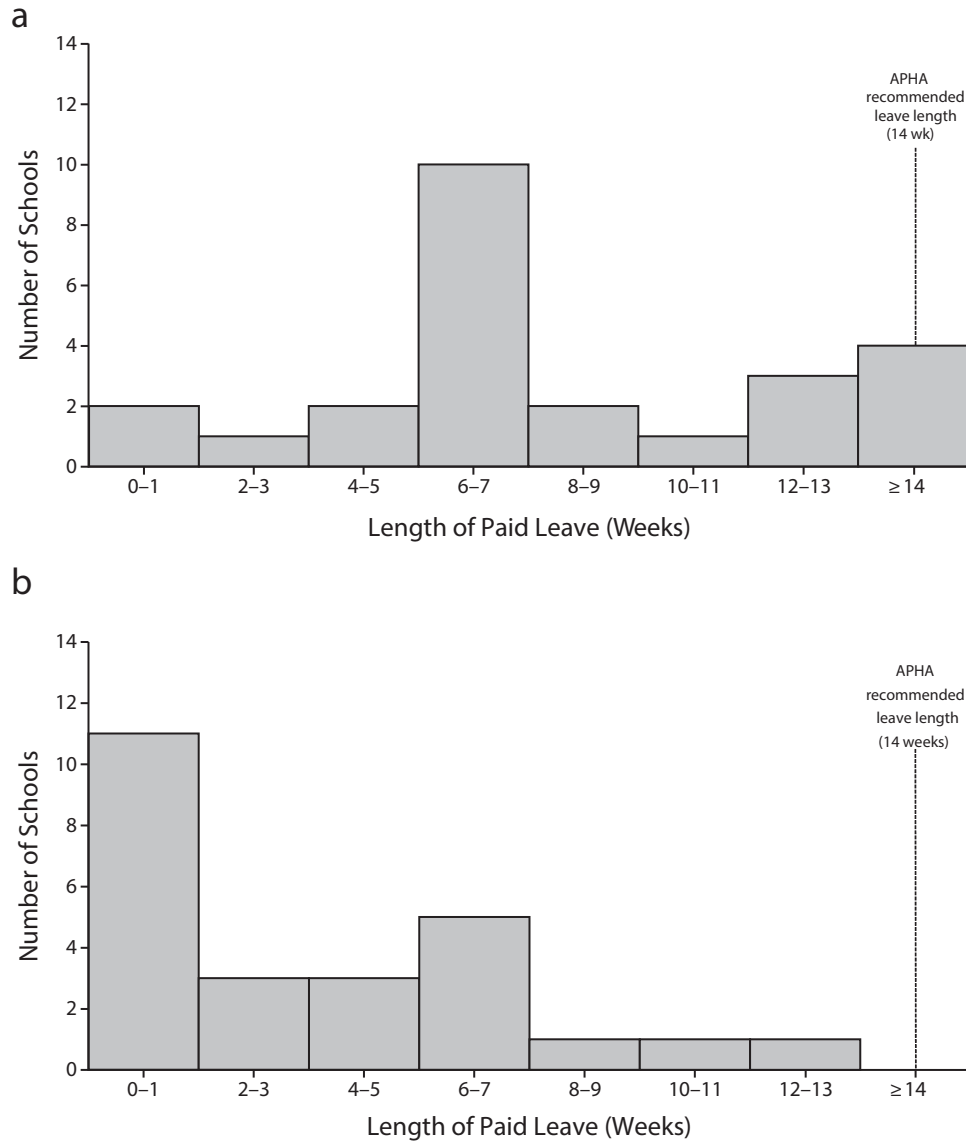 a
14
12
10
8
6
4
2
0
Number of Schools
APHA
recommended
leave length
(14 wk)
0–1 2–3 4–5 6–7 8–9 10–11 12–13 ≥ 14
Length of Paid Leave (Weeks)
b
14
12
10
8
6
4
2
0
Number of Schools
APHA
recommended
leave length
(14 weeks)
0–1 2–3 4–5 6–7 8–9 10–11 12–13 ≥ 14
Length of Paid Leave (Weeks)